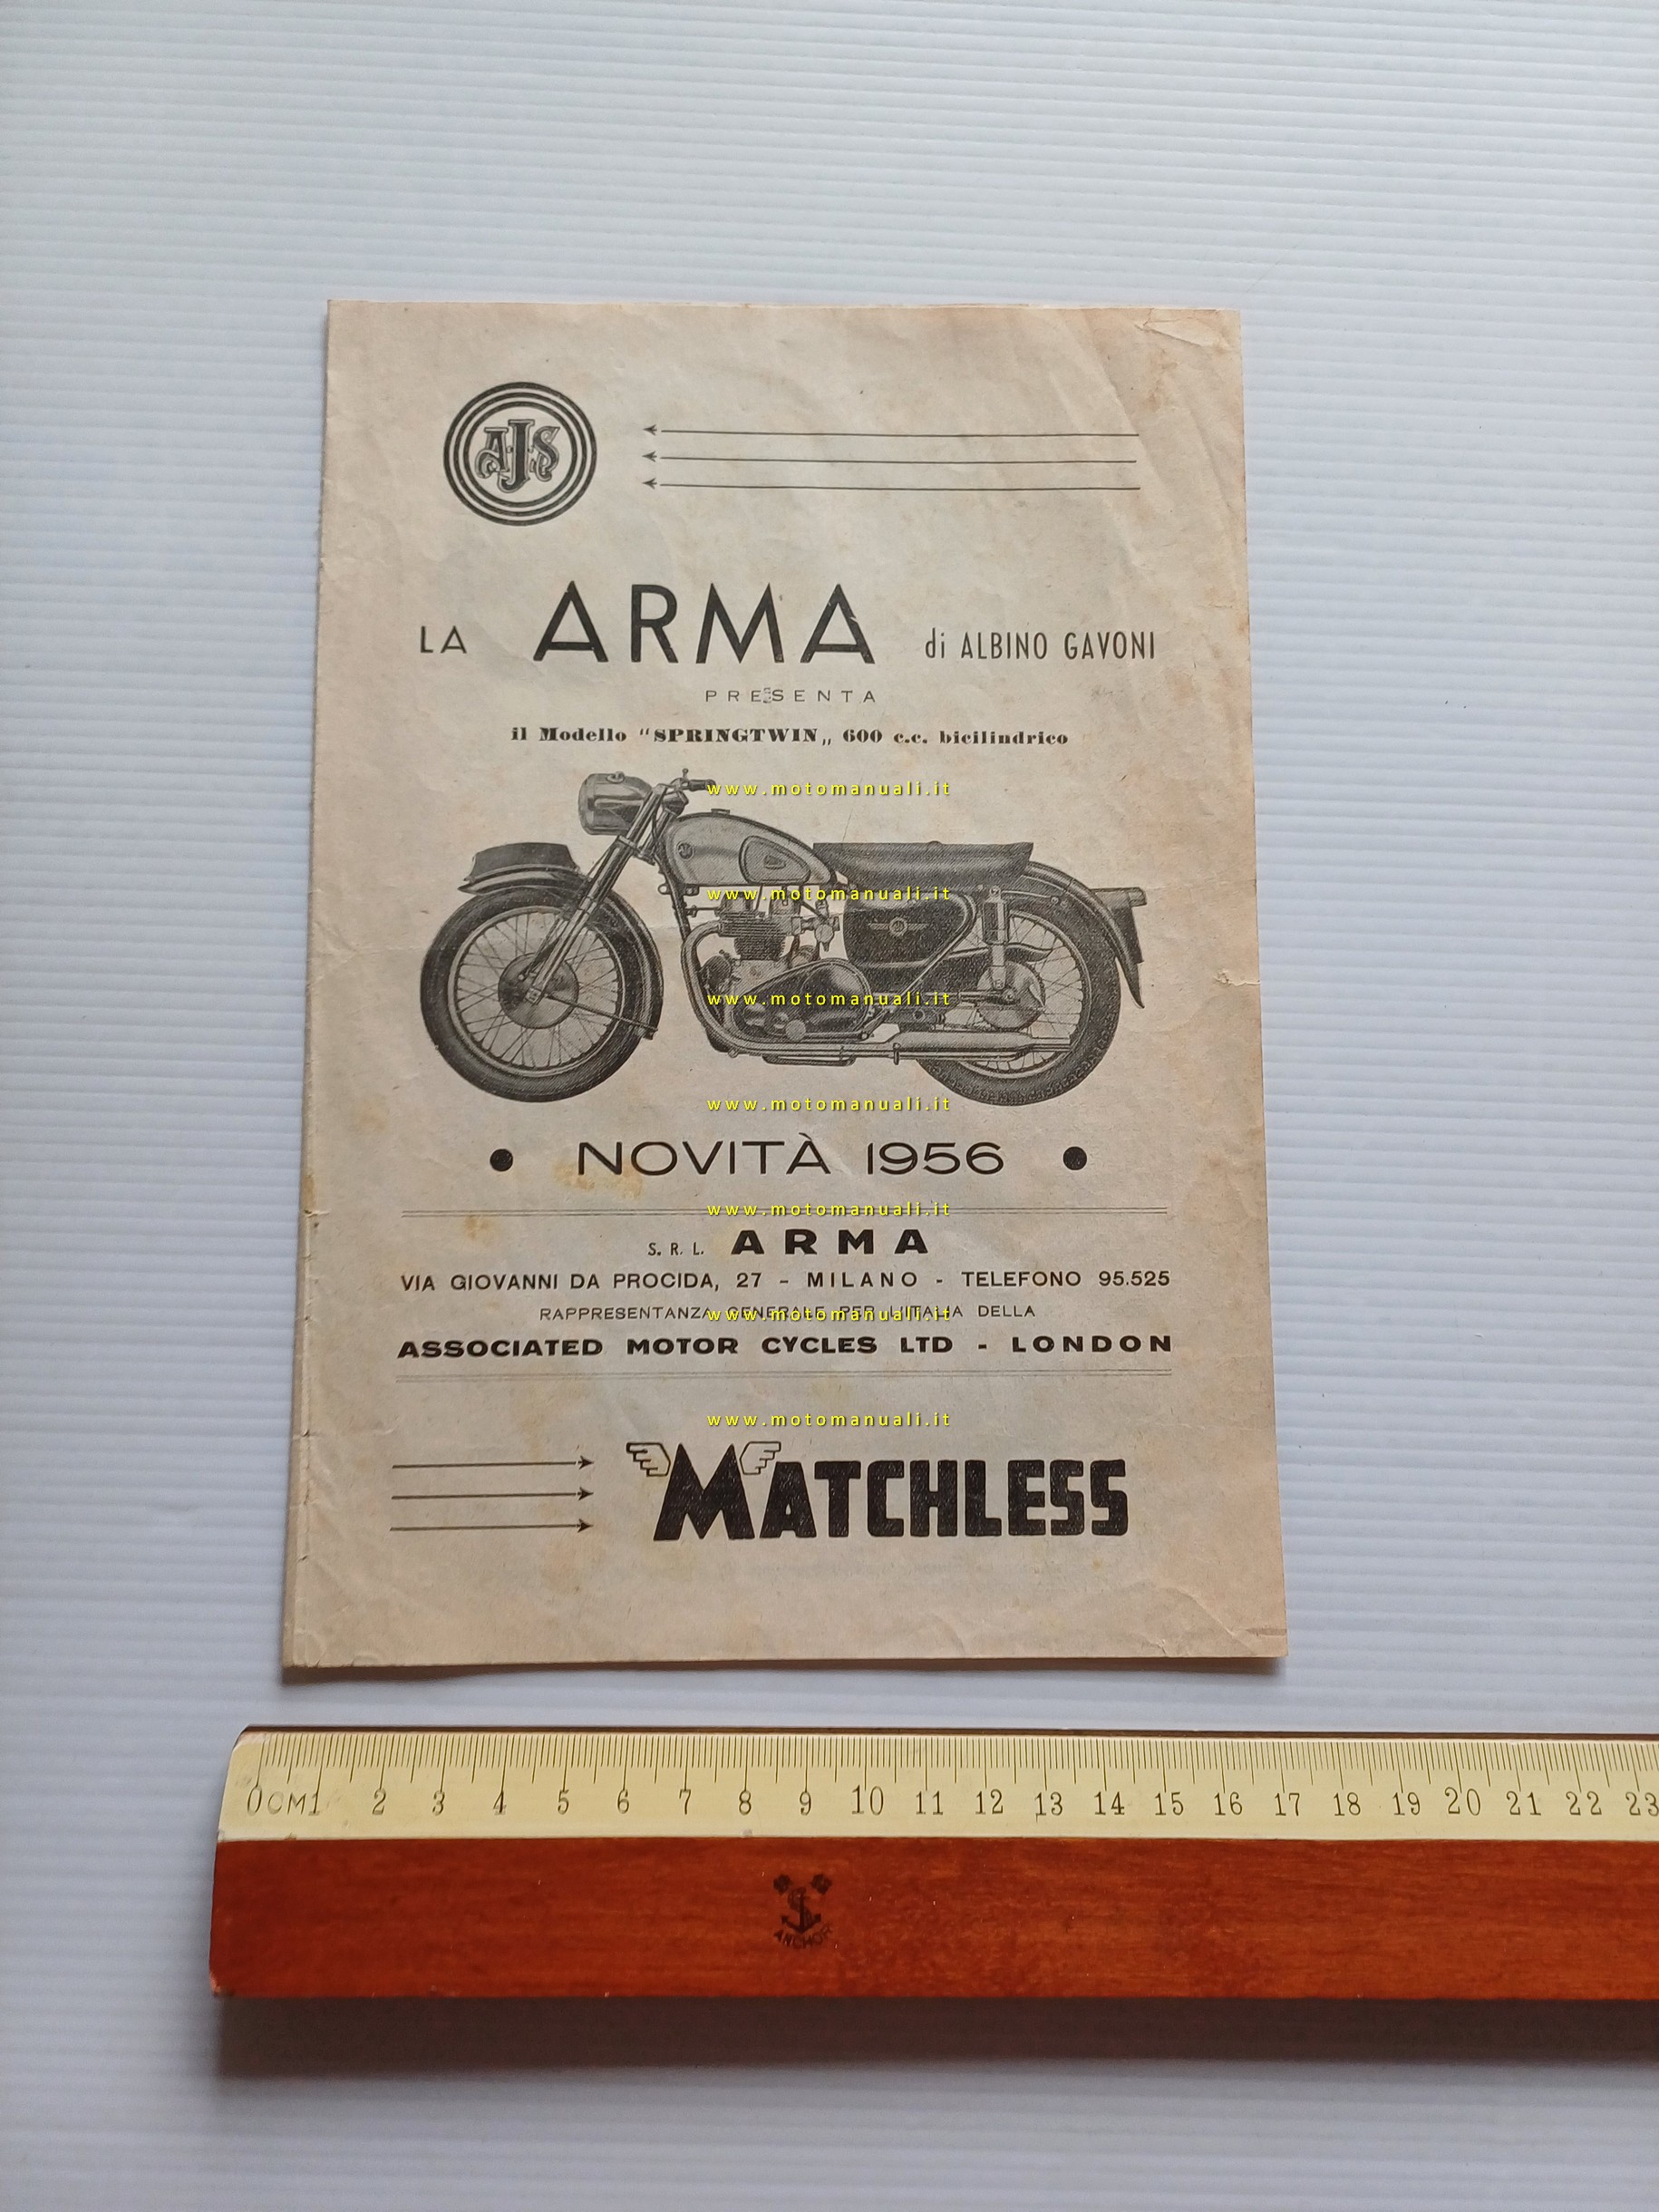 AJS
LA ARMA di ALBINO GAVONI
PRESENTA
il Modello "SPRINGTWIN„ 600 c.c. bicilindrico
www.motomanuali.it
www.motomanuali.it
www.motomanuali.it
www.motomanuali.it
• NOVITÀ 1956 •
www.motomanuali.it
S. R. L. ARMA
VIA GIOVANNI DA PROCIDA, 27 - MILANO - TELEFONO 95.525
RAPPRESENTANZA GENERALE PER L'ITALIA DELLA
www.motomanuali.it
ASSOCIATED MOTOR CYCLES LTD - LONDON
www.motomanuali.it
MATCHLESS
0CM1 2 3 4 5 6 7 8 9 10 11 12 13 14 15 16 17 18 19 20 21 22 23
ANCHOR